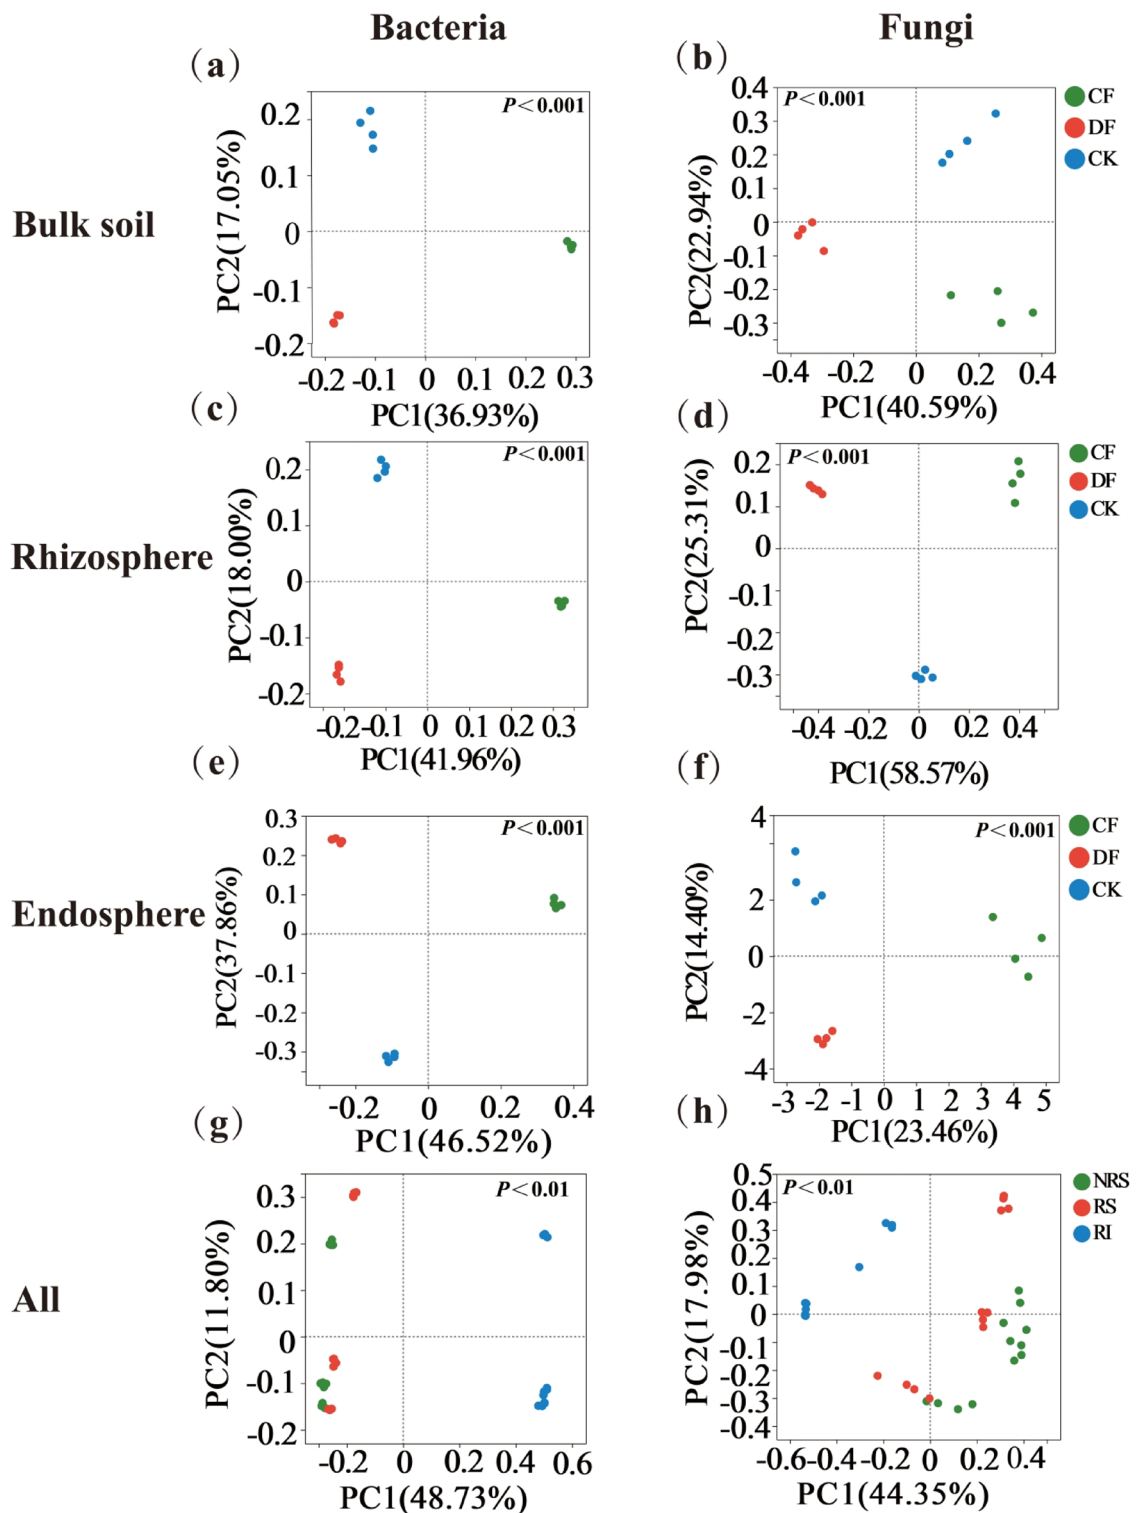 Bacteria
Fungi
(a)
(b)
Bulk soil
P<0.001
PC2(17.05%)
0.2
0.1
0
-0.1
-0.2
-0.2 -0.1 0 0.1 0.2 0.3
PC1(36.93%)
P<0.001
PC2(22.94%)
0.4
0.3
0.2
0.1
0
-0.1
-0.2
-0.3
-0.4 -0.2 0 0.2 0.4
PC1(40.59%)
CF
DF
CK
(c)
(d)
Rhizosphere
P<0.001
PC2(18.00%)
0.2
0.1
0
-0.1
-0.2
-0.2 -0.1 0 0.1 0.2 0.3
PC1(41.96%)
P<0.001
PC2(25.31%)
0.2
0.1
0
-0.1
-0.2
-0.3
-0.4 -0.2 0 0.2 0.4
PC1(58.57%)
CF
DF
CK
(e)
(f)
Endosphere
P<0.001
PC2(37.86%)
0.3
0.2
0.1
0
-0.1
-0.2
-0.3
-0.2 0 0.2 0.4
PC1(46.52%)
P<0.001
PC2(14.40%)
4
2
0
-2
-4
-3 -2 -1 0 1 2 3 4 5
PC1(23.46%)
CF
DF
CK
(g)
(h)
All
P<0.01
PC2(11.80%)
0.3
0.2
0
-0.1
-0.2
-0.2 0 0.2 0.4 0.6
PC1(48.73%)
P<0.01
PC2(17.98%)
0.5
0.4
0.3
0.2
0.1
0
-0.1
-0.2
-0.3
-0.4
-0.6 -0.4 -0.2 0 0.2 0.4
PC1(44.35%)
NRS
RS
RI